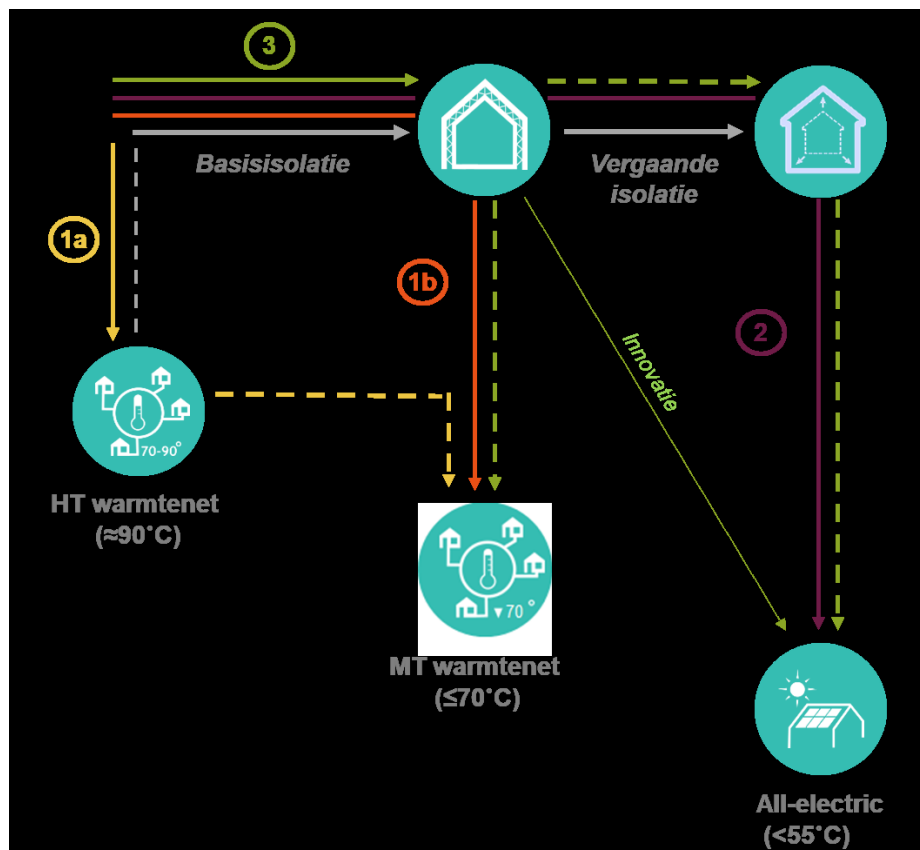 3
Basisisolatie
Vergaande
isolatie
1a
1b
2
Innovatie
70-90°
HT warmtenet
(≈90°C)
▼70°
MT warmtenet
(≤70°C)
All-electric
(<55°C)